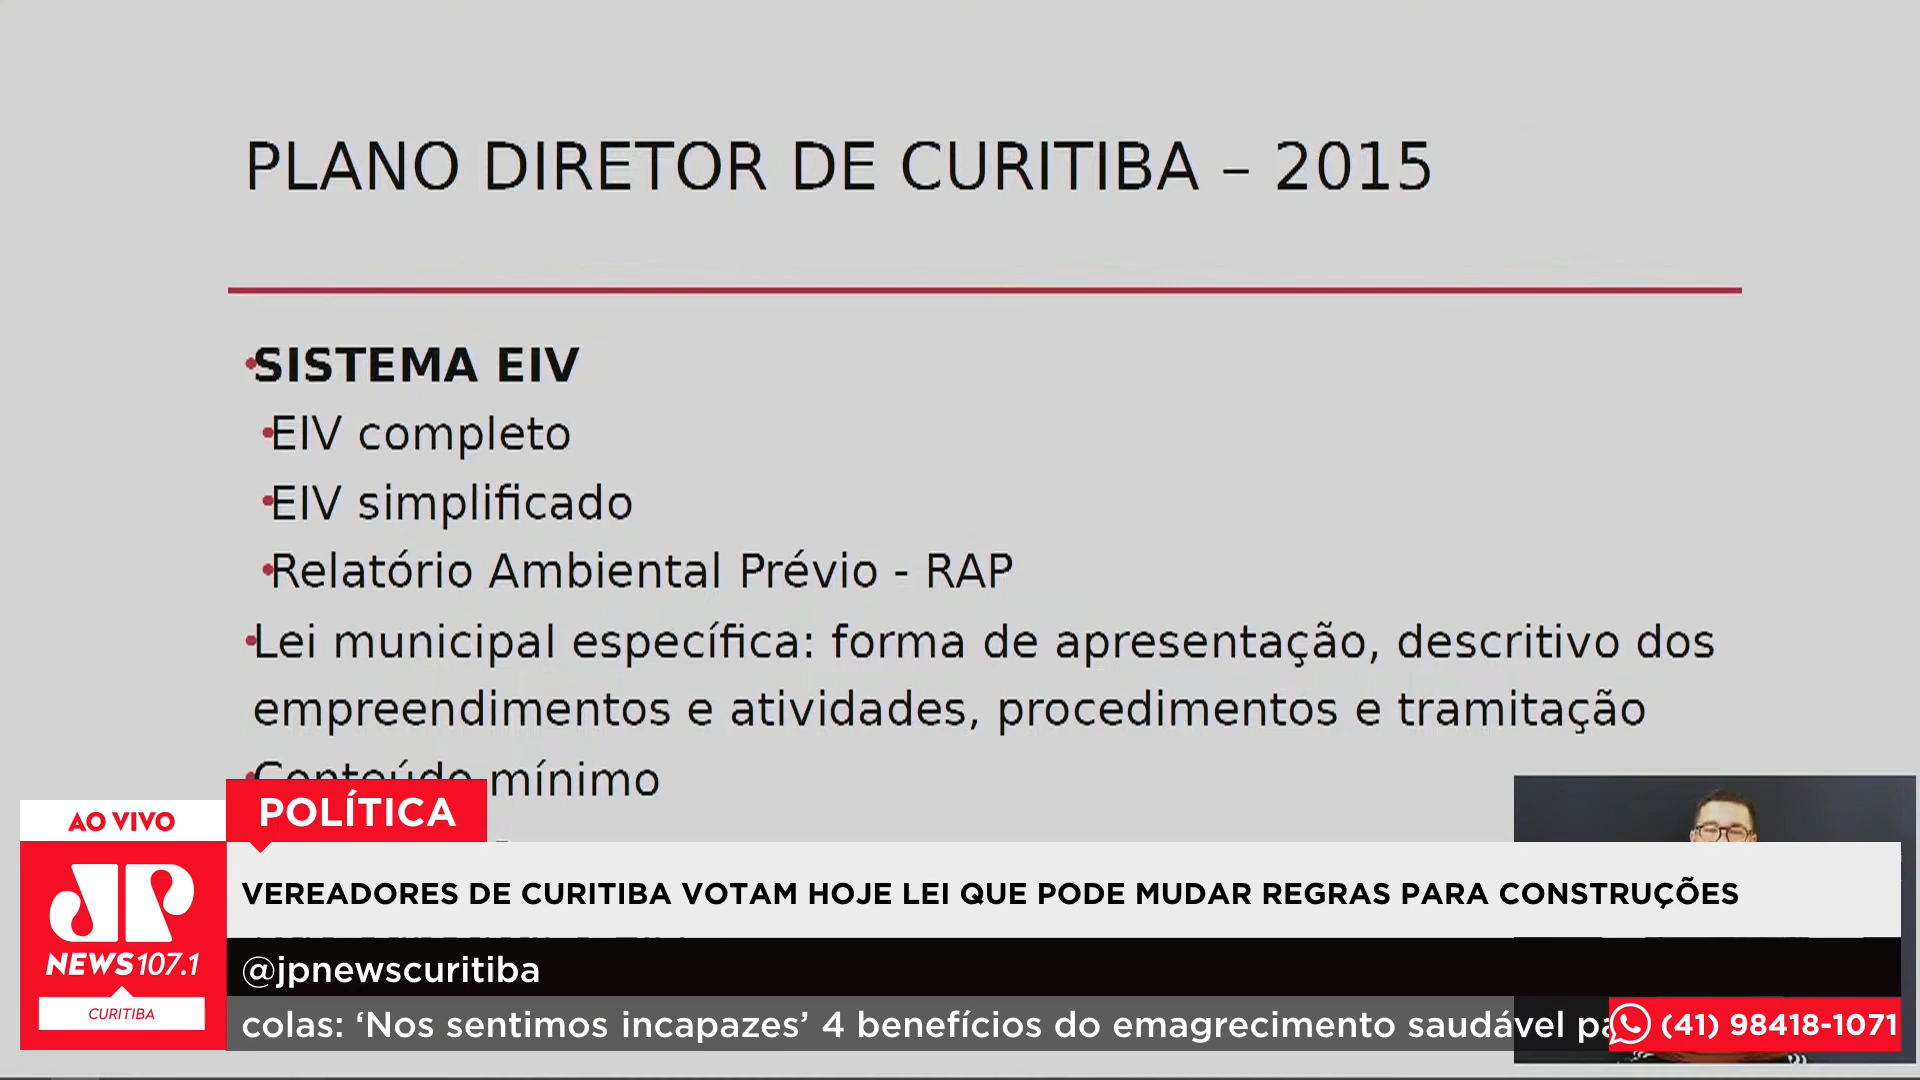 PLANO DIRETOR DE CURITIBA – 2015
•SISTEMA EIV
•EIV completo
•EIV simplificado
•Relatório Ambiental Prévio - RAP
•Lei municipal específica: forma de apresentação, descritivo dos
empreendimentos e atividades, procedimentos e tramitação
•Conteúdo mínimo
POLÍTICA
AO VIVO
VEREADORES DE CURITIBA VOTAM HOJE LEI QUE PODE MUDAR REGRAS PARA CONSTRUÇÕES
JP
NEWS 107.1
CURITIBA
@jpnewscuritiba
colas: ‘Nos sentimos incapazes’ 4 benefícios do emagrecimento saudável
(41) 98418-1071